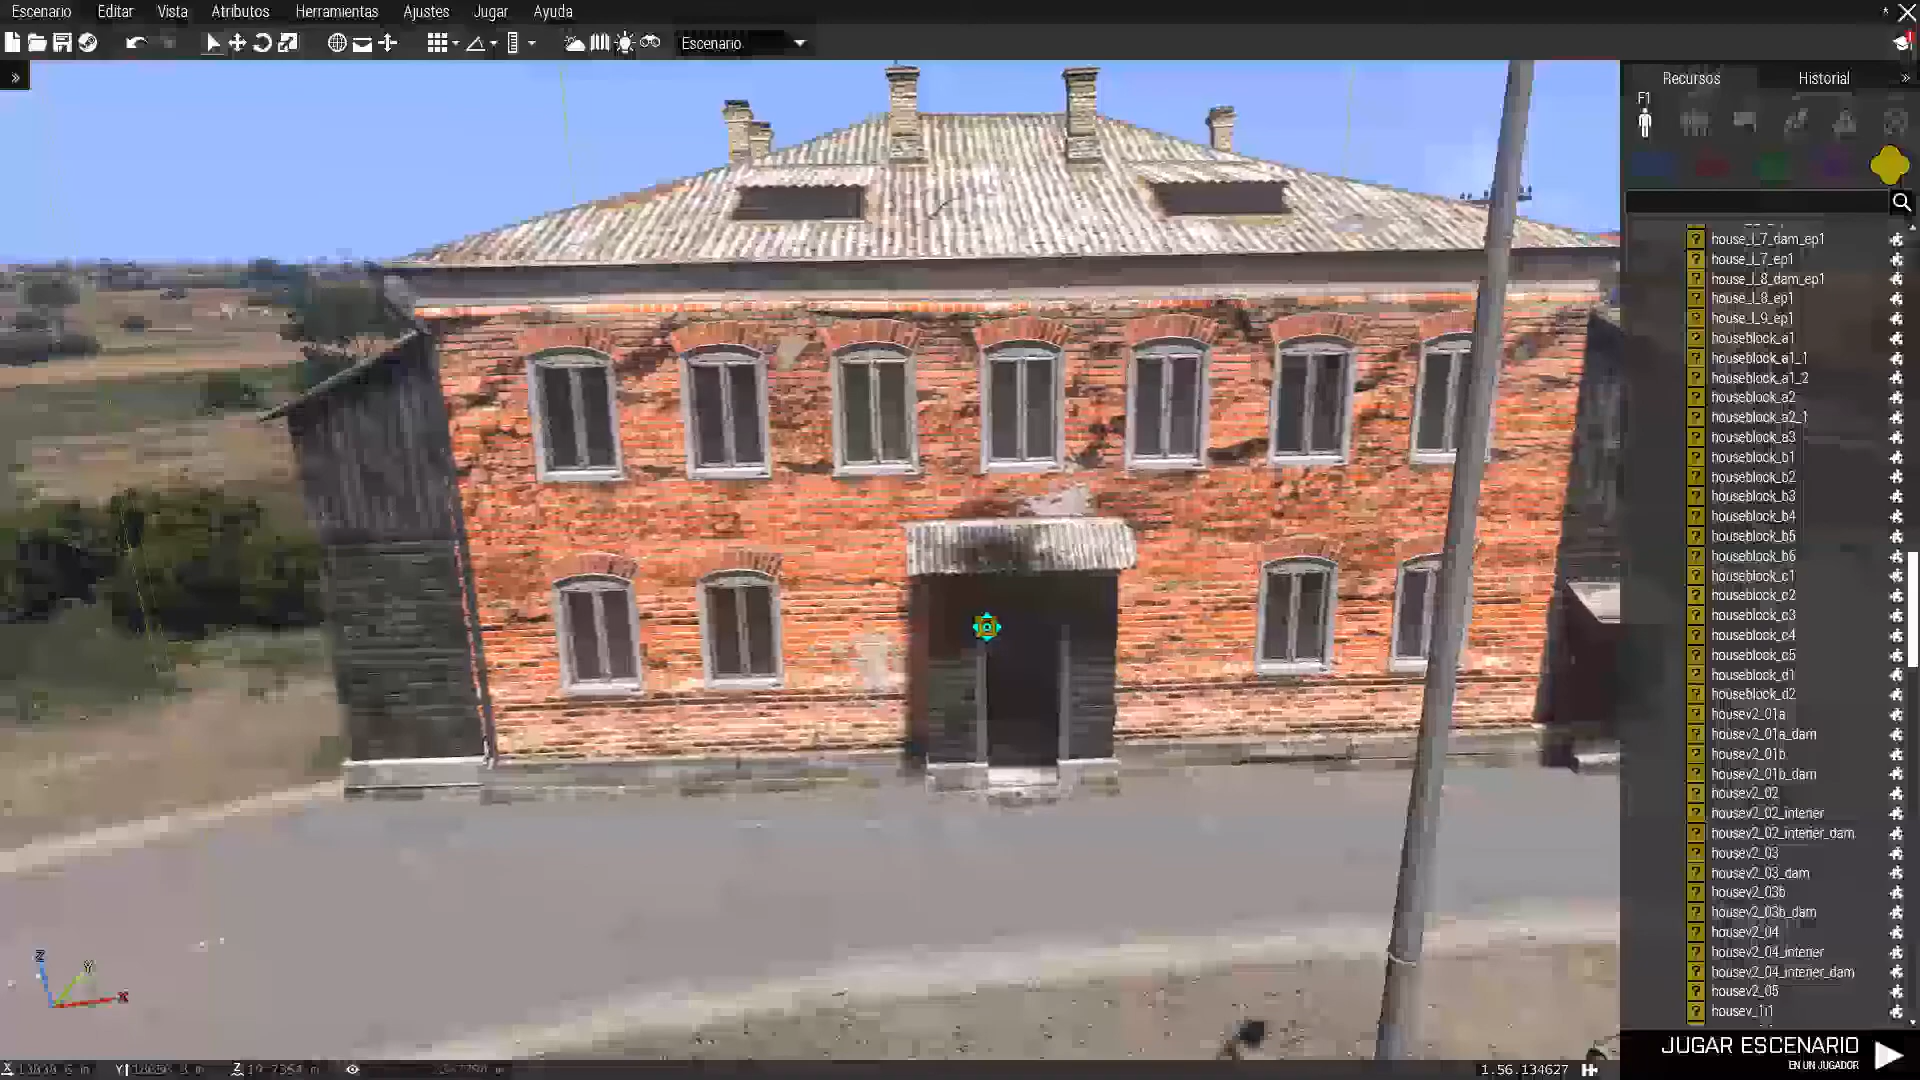 Escenario Editar Vista Atributos Herramientas Ajustes Jugar Ayuda
Escenario
Recursos Historial
F1
house_l_7_dam_ep1
house_l_7_ep1
house_l_8_dam_ep1
house_l_8_ep1
house_l_9_ep1
houseblock_a1
houseblock_a1_1
houseblock_a1_2
houseblock_a2
houseblock_a2_1
houseblock_a3
houseblock_b1
houseblock_b2
houseblock_b3
houseblock_b4
houseblock_b5
houseblock_b6
houseblock_c1
houseblock_c2
houseblock_c3
houseblock_c4
houseblock_c5
houseblock_d1
houseblock_d2
housev2_01a
housev2_01a_dam
housev2_01b
housev2_01b_dam
housev2_02
housev2_02_interier
housev2_02_interier_dam
housev2_03
housev2_03_dam
housev2_03b
housev2_03b_dam
housev2_04
housev2_04_interier
housev2_04_interier_dam
housev2_05
housev_1i1
Z
Y
X
JUGAR ESCENARIO
EN UN JUGADOR
X Y Z 1.56.134627